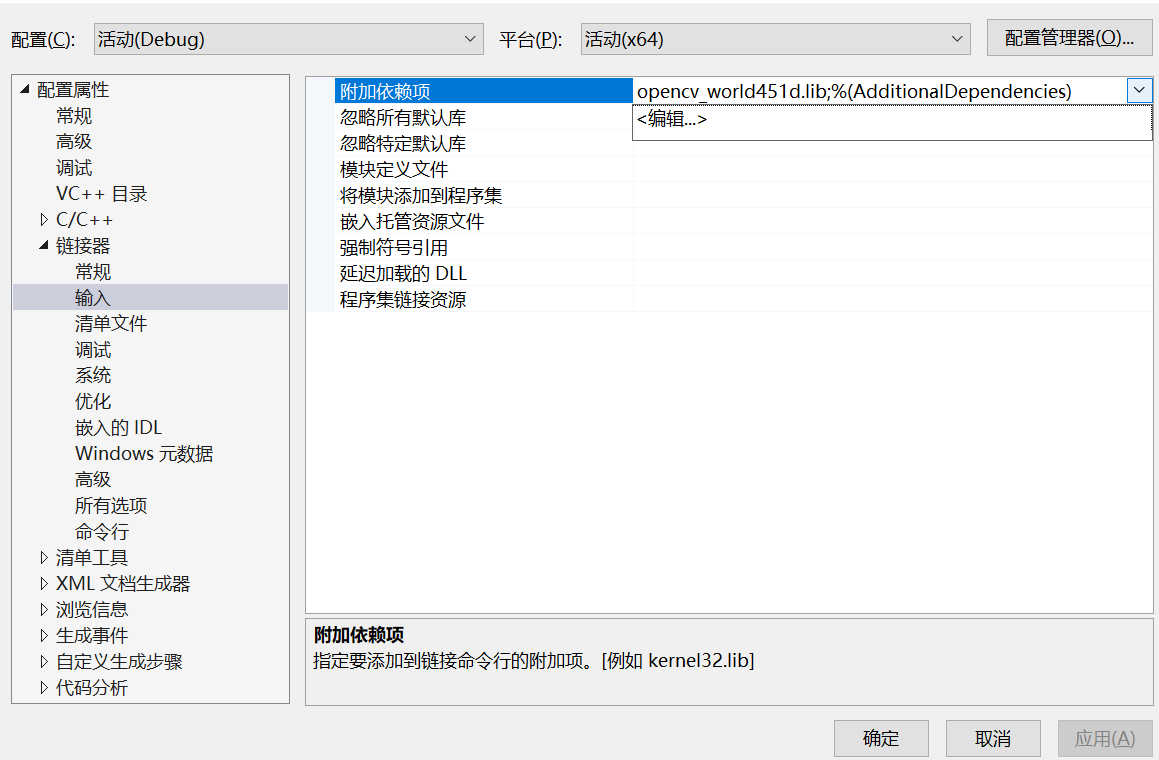 配置(C): 活动(Debug) 平台(P): 活动(x64) 配置管理器(O)...
配置属性
常规
高级
调试
VC++ 目录
C/C++
链接器
常规
输入
清单文件
调试
系统
优化
嵌入的 IDL
Windows 元数据
高级
所有选项
命令行
清单工具
XML 文档生成器
浏览信息
生成事件
自定义生成步骤
代码分析
附加依赖项 opencv_world451d.lib;%(AdditionalDependencies)
忽略所有默认库 <编辑...>
忽略特定默认库
模块定义文件
将模块添加到程序集
嵌入托管资源文件
强制符号引用
延迟加载的 DLL
程序集链接资源
附加依赖项
指定要添加到链接命令行的附加项。[例如 kernel32.lib]
确定 取消 应用(A)